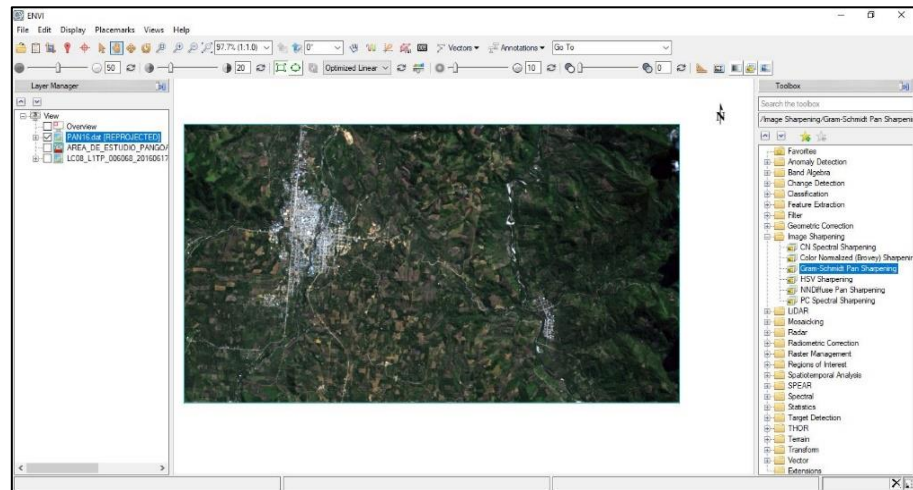 ENVI
File Edit Display Placemarks Views Help
97.7% (1:1.0) 0° Vectors Annotations Go To
50 20 Optimized Linear 10 0
Layer Manager
View
Overview
PAN16.dat [REPROJECTED]
AREA_DE_ESTUDIO_PANGOA
LC08_L1TP_006068_20160617
N
Toolbox
Search the toolbox
/Image Sharpening/Gram-Schmidt Pan Sharpenin
Favorites
Anomaly Detection
Band Algebra
Change Detection
Classification
Feature Extraction
Filter
Geometric Correction
Image Sharpening
CN Spectral Sharpening
Color Normalized (Brovey) Sharpenin
Gram-Schmidt Pan Sharpening
HSV Sharpening
NNDiffuse Pan Sharpening
PC Spectral Sharpening
LiDAR
Mosaicking
Radar
Radiometric Correction
Raster Management
Regions of Interest
Spatiotemporal Analysis
SPEAR
Spectral
Statistics
Target Detection
THOR
Terrain
Transform
Vector
Extensions